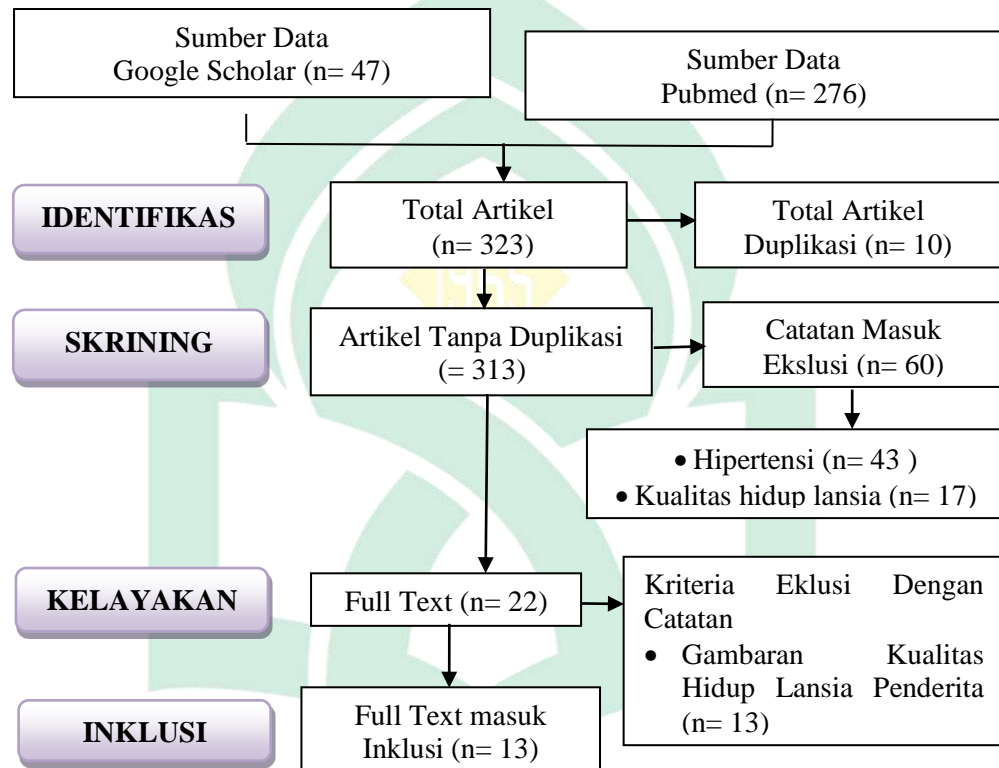 Sumber Data
Google Scholar (n= 47)
Sumber Data
Pubmed (n= 276)
IDENTIFIKAS
Total Artikel
(n= 323)
Total Artikel
Duplikasi (n= 10)
SKRINING
Artikel Tanpa Duplikasi
(= 313)
Catatan Masuk
Ekslusi (n= 60)
• Hipertensi (n= 43 )
• Kualitas hidup lansia (n= 17)
KELAYAKAN
Full Text (n= 22)
Kriteria Eklusi Dengan
Catatan
• Gambaran Kualitas
Hidup Lansia Penderita
(n= 13)
INKLUSI
Full Text masuk
Inklusi (n= 13)